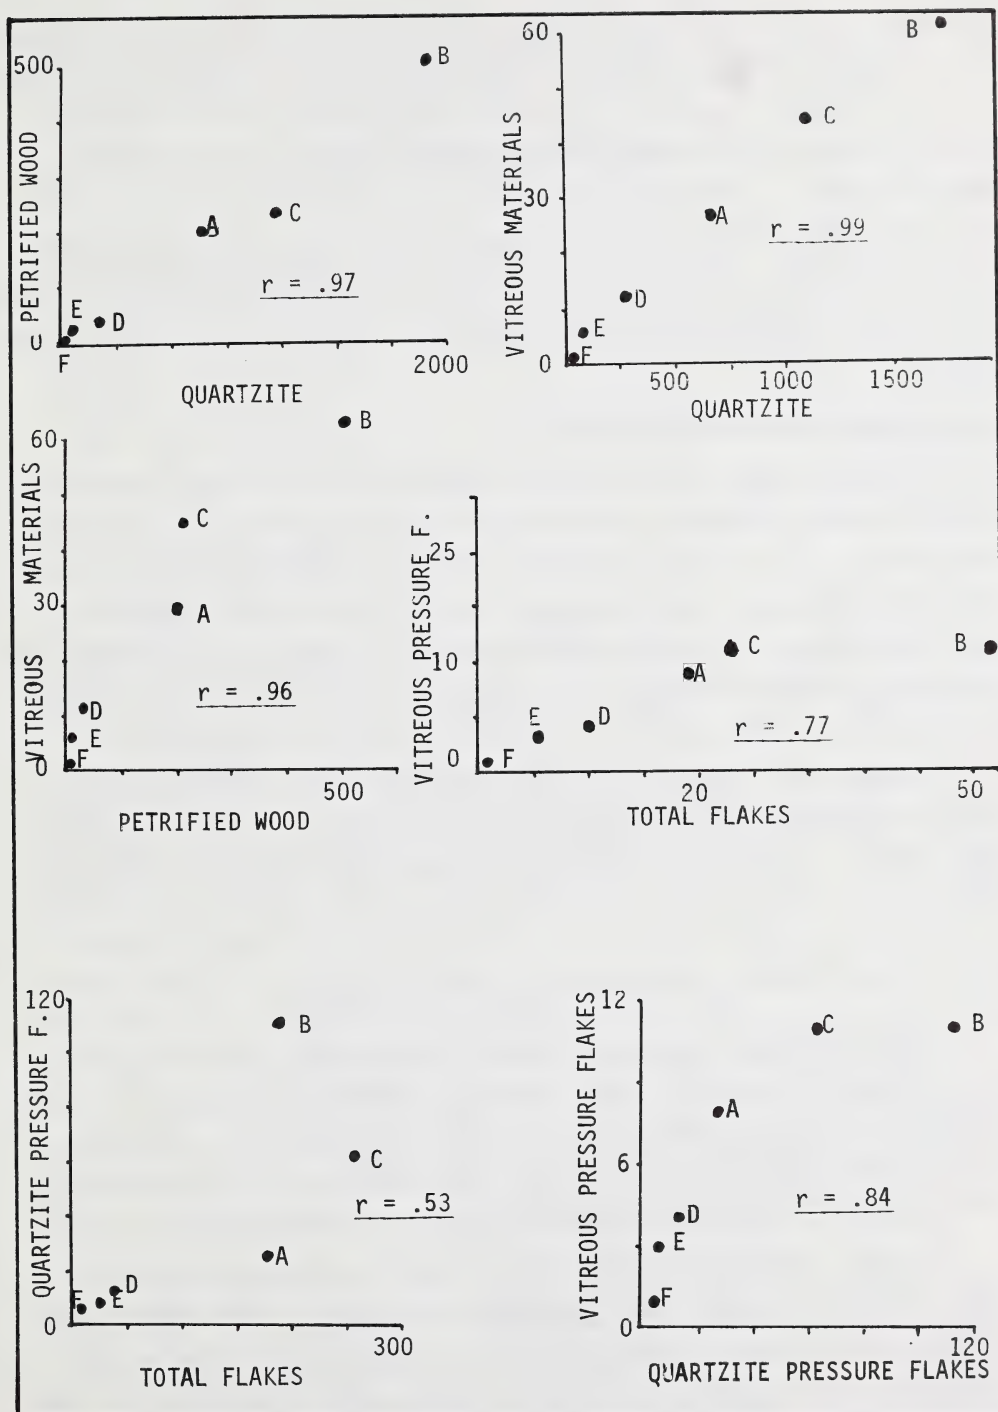 500
B
PETRIFIED WOOD
A
C
r = .97
E
D
0
F
2000
QUARTZITE
60
B
VITREOUS MATERIALS
C
30
A
r = .99
D
E
0
F
500 1000 1500
QUARTZITE
60
B
VITREOUS MATERIALS
C
30
A
r = .96
D
E
0
F
500
PETRIFIED WOOD
VITREOUS PRESSURE F.
25
C
B
10
A
E
D
r = .77
0
F
20 50
TOTAL FLAKES
120
B
QUARTZITE PRESSURE F.
C
r = .53
A
D
F
E
0
300
TOTAL FLAKES
12
C
B
VITREOUS PRESSURE FLAKES
A
6
r = .84
D
E
F
0
120
QUARTZITE PRESSURE FLAKES